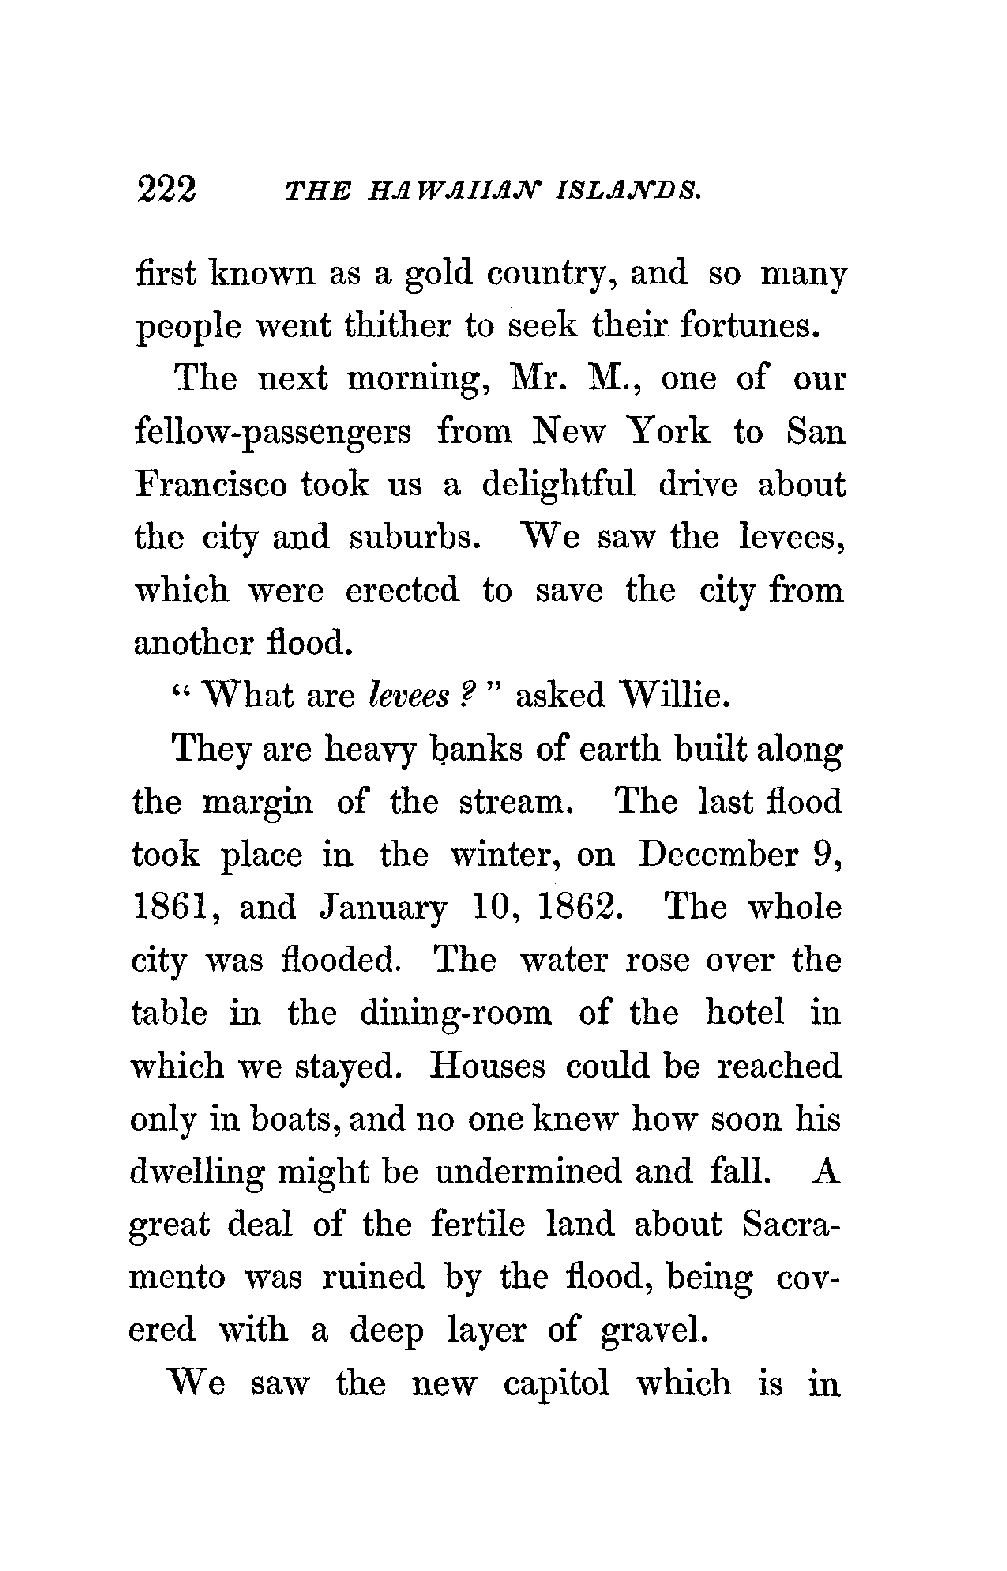 222 THE HAWAIIAN ISLANDS.
first known as a gold country, and so many
people went thither to seek their fortunes.
The next morning, Mr. M., one of our
fellow-passengers from New York to San
Francisco took us a delightful drive about
the city and suburbs. We saw the levees,
which were erected to save the city from
another flood.
“ What are levees ? ” asked Willie.
They are heavy banks of earth built along
the margin of the stream. The last flood
took place in the winter, on December 9,
1861, and January 10, 1862. The whole
city was flooded. The water rose over the
table in the dining-room of the hotel in
which we stayed. Houses could be reached
only in boats, and no one knew how soon his
dwelling might be undermined and fall. A
great deal of the fertile land about Sacra-
mento was ruined by the flood, being cov-
ered with a deep layer of gravel.
We saw the new capitol which is in